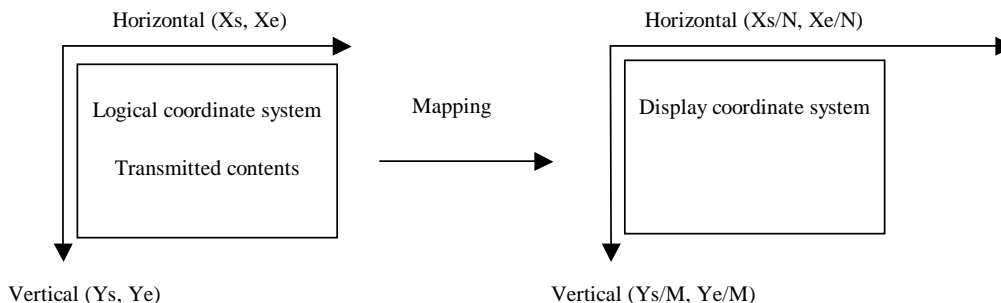 Horizontal (Xs, Xe)
Horizontal (Xs/N, Xe/N)
Logical coordinate system
Transmitted contents
Mapping
Display coordinate system
Vertical (Ys, Ye)
Vertical (Ys/M, Ye/M)